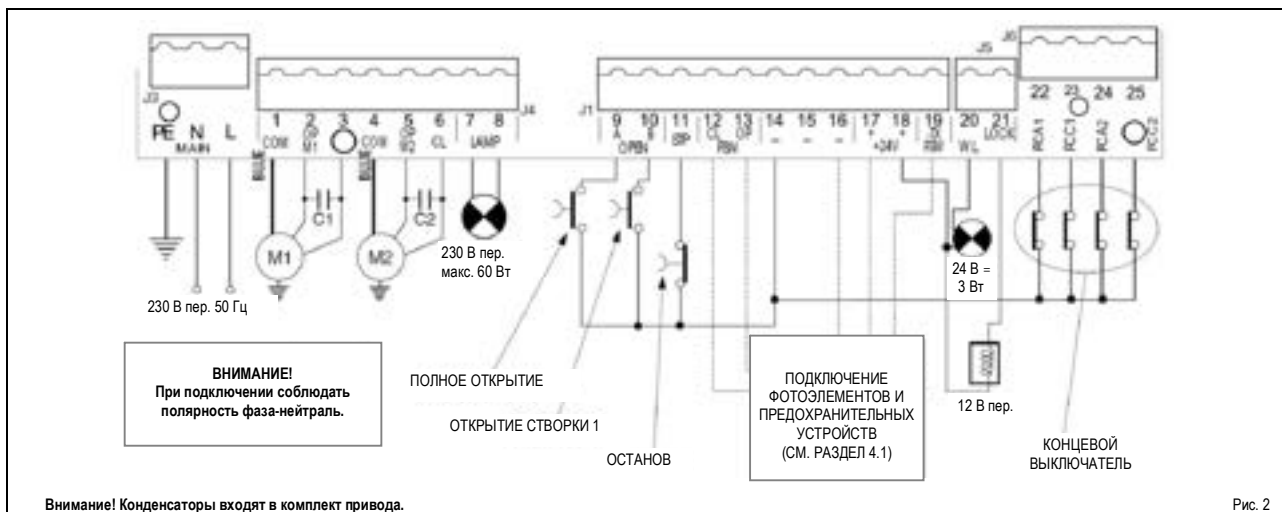 J3
J4
J1
J5
J6
PE N L
MAIN
1 2 3 4 5 6 7 8
COM M1 COM M2 CL LAMP
BLUE BLUE
9 10 11 12 13 14 15 16 17 18 19 20 21
A B STP CL OP – – – + +
OPEN +24V W.L. LOOK
22 23 24 25
FCA1 FCC1 FCA2 FCC2
C1 C2
M1 M2
230 В пер.
макс. 60 Вт
24 В =
3 Вт
230 В пер. 50 Гц
ВНИМАНИЕ!
При подключении соблюдать
полярность фаза-нейтраль.
ПОЛНОЕ ОТКРЫТИЕ
ОТКРЫТИЕ СТВОРКИ 1
ОСТАНОВ
ПОДКЛЮЧЕНИЕ
ФОТОЭЛЕМЕНТОВ И
ПРЕДОХРАНИТЕЛЬНЫХ
УСТРОЙСТВ
(СМ. РАЗДЕЛ 4.1)
12 В пер.
КОНЦЕВОЙ
ВЫКЛЮЧАТЕЛЬ
Внимание! Конденсаторы входят в комплект привода.
Рис. 2